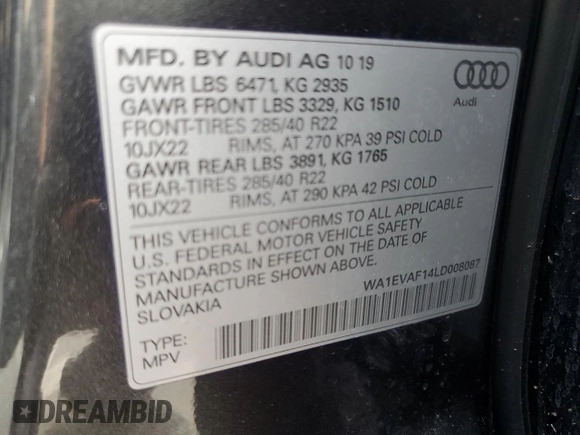 MFD. BY AUDI AG 10 19
GVWR LBS 6471, KG 2935
GAWR FRONT LBS 3329, KG 1510
FRONT-TIRES 285/40 R22
10JX22 RIMS, AT 270 KPA 39 PSI COLD
GAWR REAR LBS 3891, KG 1765
REAR-TIRES 285/40 R22
10JX22 RIMS, AT 290 KPA 42 PSI COLD
THIS VEHICLE CONFORMS TO ALL APPLICABLE
U.S. FEDERAL MOTOR VEHICLE SAFETY
STANDARDS IN EFFECT ON THE DATE OF
MANUFACTURE SHOWN ABOVE.
SLOVAKIA
WA1EVAF14LD008087
TYPE:
MPV
Audi
DREAMBID